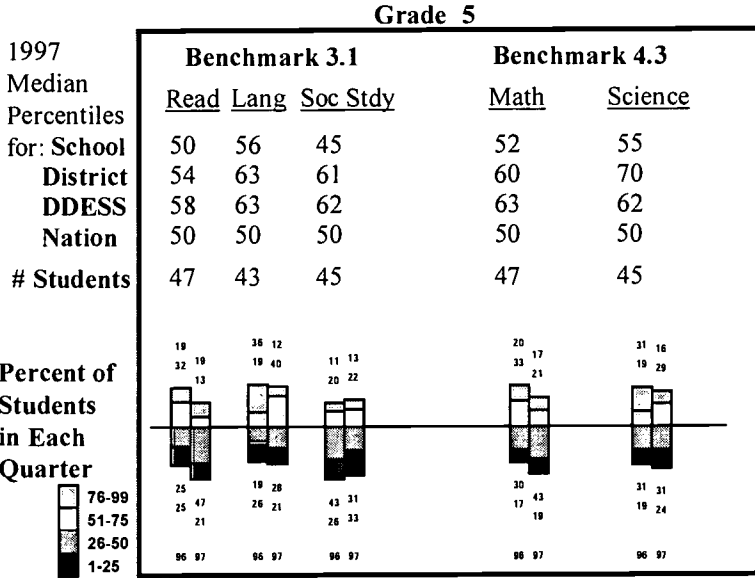 Grade 5
1997
Median
Percentiles
for:
Benchmark 3.1 Benchmark 4.3
Read Lang Soc Stdy Math Science
School 50 56 45 52 55
District 54 63 61 60 70
DDESS 58 63 62 63 62
Nation 50 50 50 50 50
# Students 47 43 45 47 45
Percent of
Students
in Each
Quarter
19 36 12 11 13 20 17 31 16
32 19 19 40 20 22 33 21 19 29
13
25 47 19 28 43 31 30 43 31 31
25 21 26 21 26 33 17 19 19 24
96 97 96 97 96 97 96 97 96 97
76-99
51-75
26-50
1-25